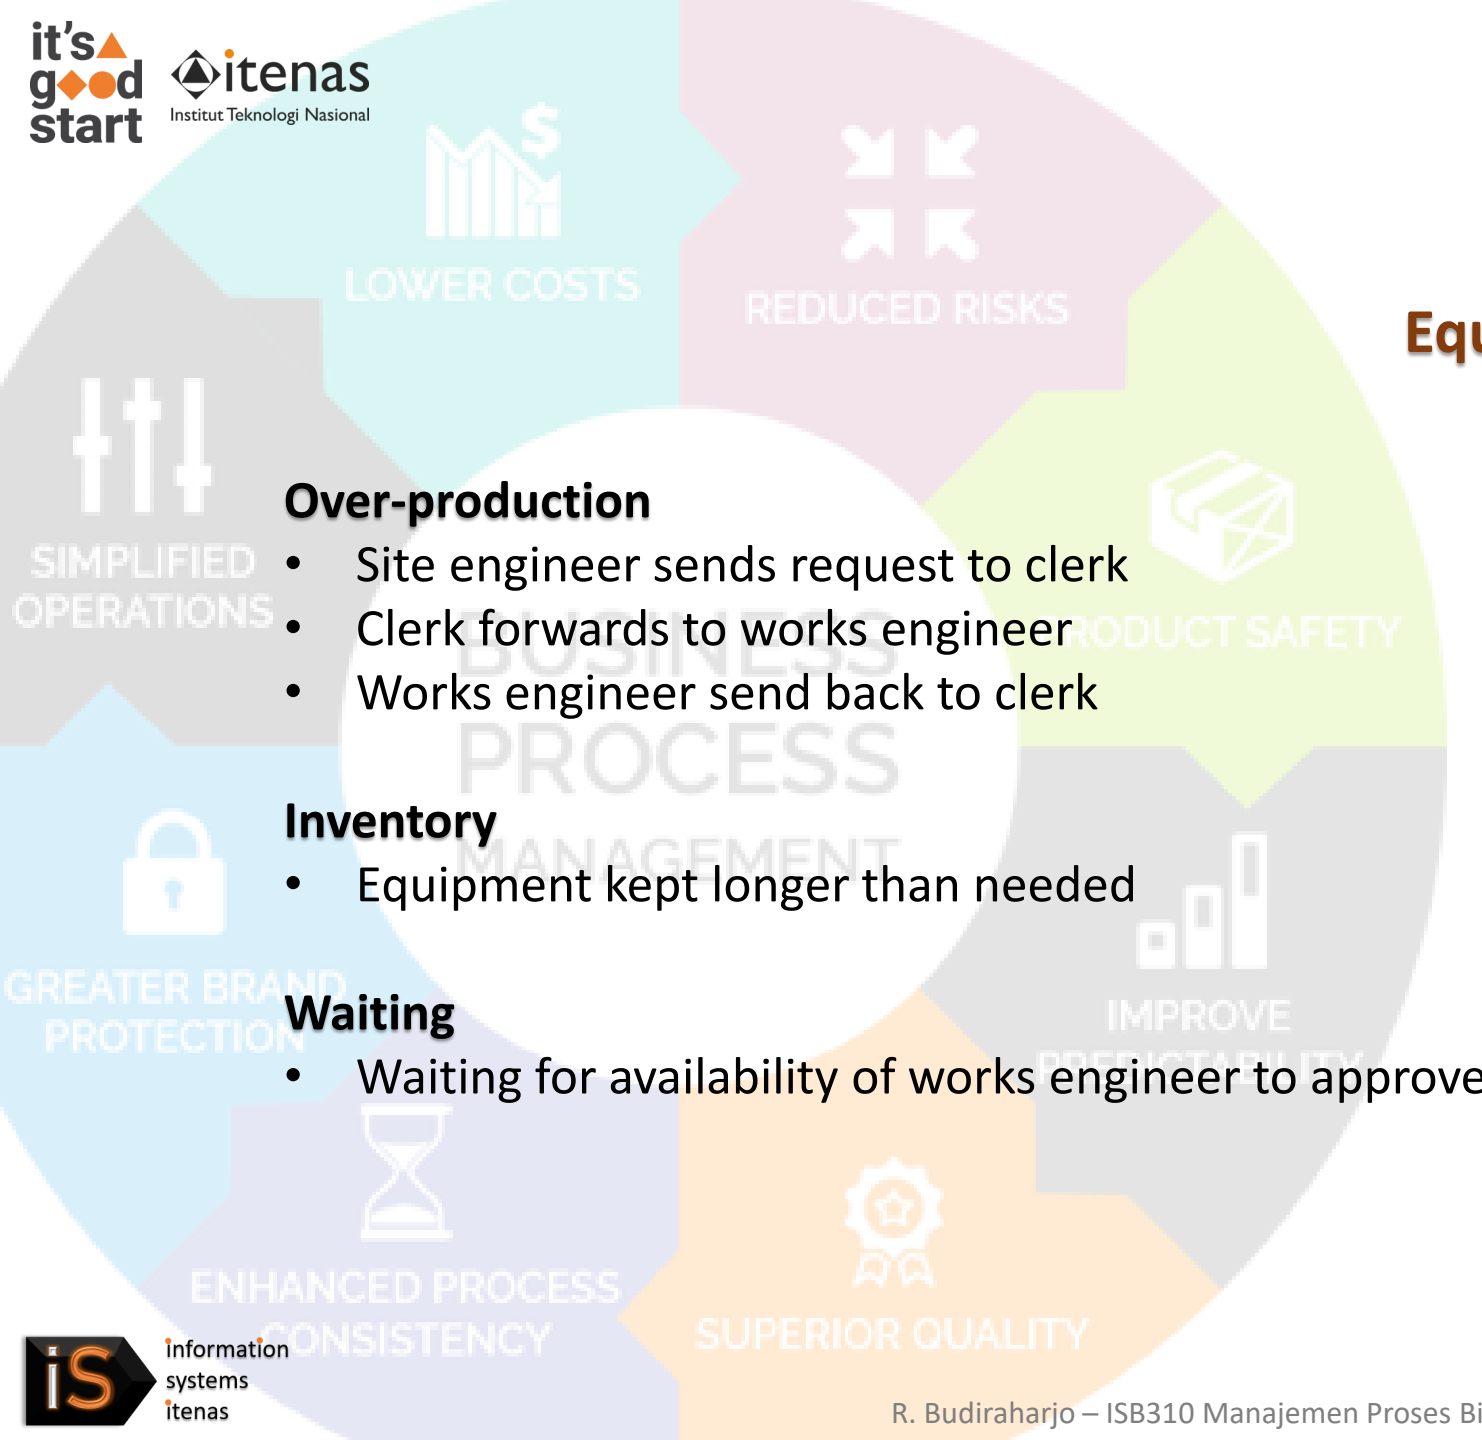 it's
good
start
itenas
Institut Teknologi Nasional
LOWER COSTS
REDUCED RISKS
Equ
SIMPLIFIED
OPERATIONS
PRODUCT SAFETY
Over-production
• Site engineer sends request to clerk
• Clerk forwards to works engineer
• Works engineer send back to clerk
BUSINESS
PROCESS
MANAGEMENT
Inventory
• Equipment kept longer than needed
GREATER BRAND
PROTECTION
IMPROVE
PREDICTABILITY
Waiting
• Waiting for availability of works engineer to approve
ENHANCED PROCESS
CONSISTENCY
SUPERIOR QUALITY
iS
information
systems
itenas
R. Budiraharjo – ISB310 Manajemen Proses Bi